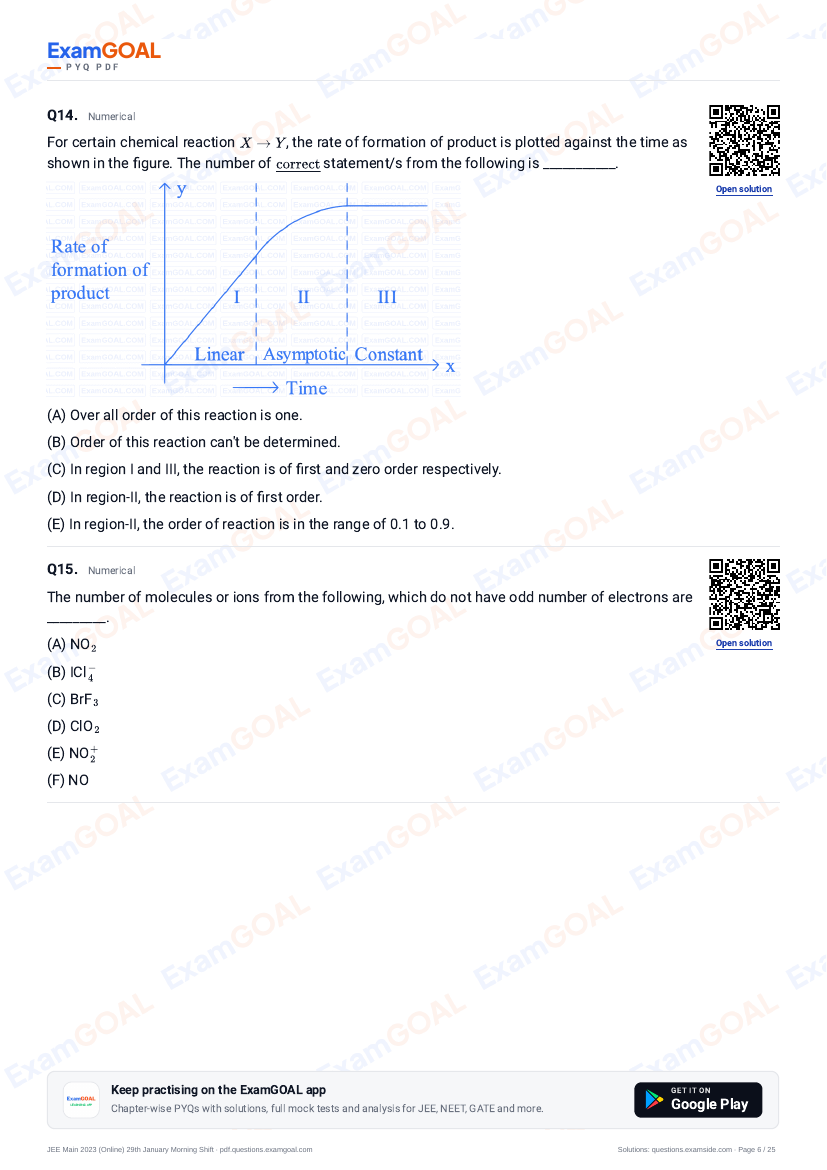 ExamGOAL
PYQ PDF
Q14. Numerical
For certain chemical reaction X → Y, the rate of formation of product is plotted against the time as
shown in the figure. The number of correct statement/s from the following is ___________.
Open solution
y
Rate of
formation of
product
I II III
Linear Asymptotic Constant x
Time
(A) Over all order of this reaction is one.
(B) Order of this reaction can't be determined.
(C) In region I and III, the reaction is of first and zero order respectively.
(D) In region-II, the reaction is of first order.
(E) In region-II, the order of reaction is in the range of 0.1 to 0.9.
Q15. Numerical
The number of molecules or ions from the following, which do not have odd number of electrons are
_________.
Open solution
(A) NO₂
(B) ICl₄⁻
(C) BrF₃
(D) ClO₂
(E) NO₂⁺
(F) NO
ExamGOAL
Keep practising on the ExamGOAL app
Chapter-wise PYQs with solutions, full mock tests and analysis for JEE, NEET, GATE and more.
GET IT ON
Google Play
JEE Main 2023 (Online) 29th January Morning Shift · pdf.questions.examgoal.com
Solutions: questions.examside.com · Page 6 / 25